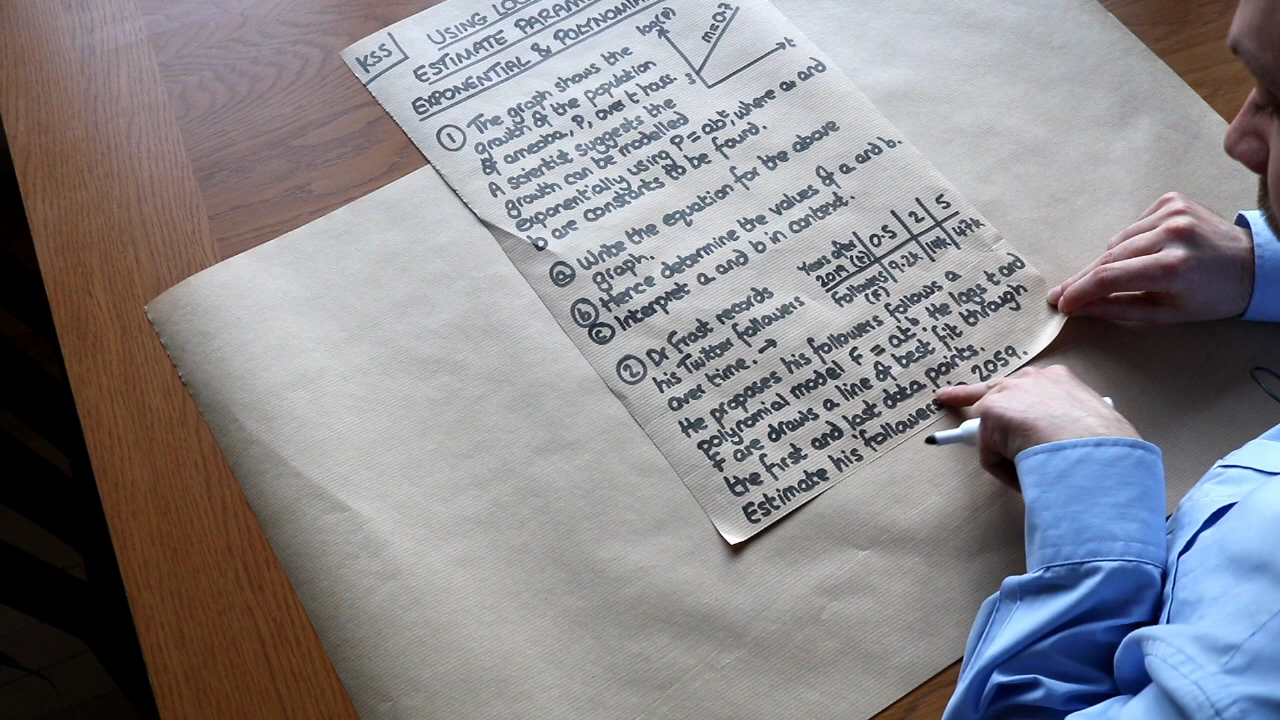 KSS
USING LOG
ESTIMATE PARAM
EXPONENTIAL & POLYNOMIA
① The graph shows the
growth of the population
of amoeba, P, over t hours.
A scientist suggests the
growth can be modelled
exponentially using P = abᵗ, where a and
b are constants to be found.
log(P)
m=0.7
t
3
ⓐ Write the equation for the above
graph.
ⓑ Hence determine the values of a and b.
ⓒ Interpret a and b in context.
② Dr Frost records
his Twitter followers
over time. →
Years after 2019 (t) 0.5 2 5
Followers (F) 9.2k 14k 47k
He proposes his followers follows a
polynomial model F = atᵇ. He logs t and
F are draws a line of best fit through
the first and last data points.
Estimate his followers in 2059.